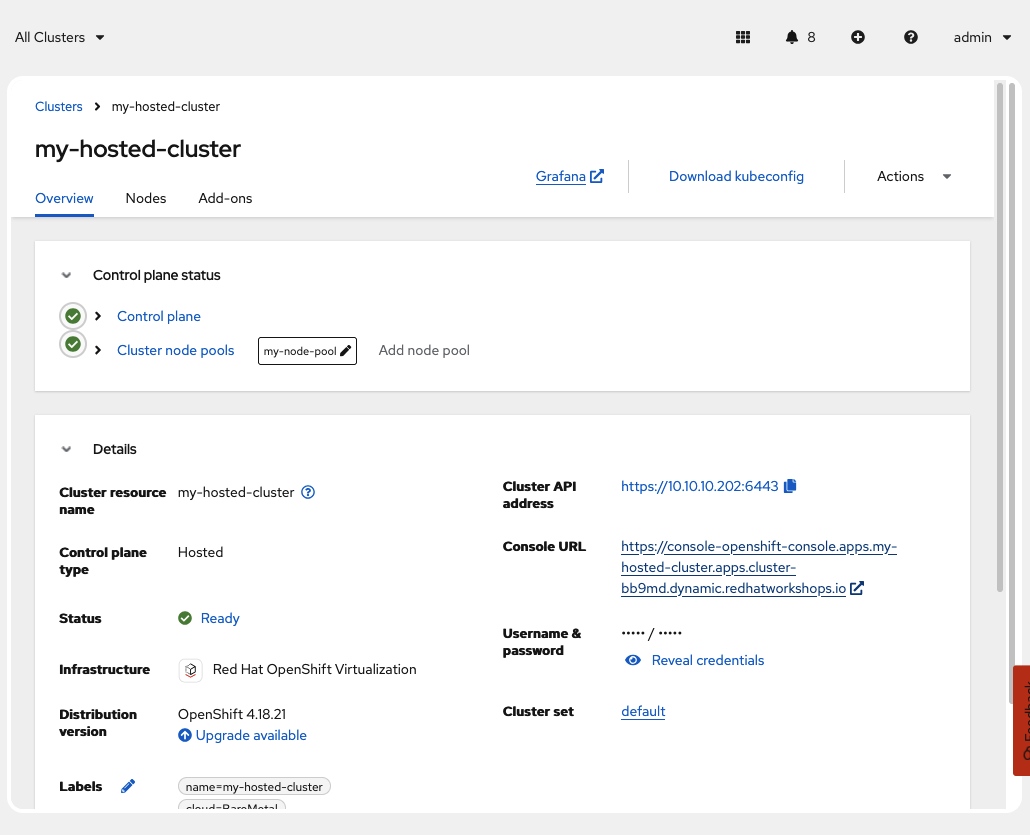 All Clusters
8
admin
Clusters
my-hosted-cluster
my-hosted-cluster
Grafana
Download kubeconfig
Actions
Overview
Nodes
Add-ons
Control plane status
Control plane
Cluster node pools
my-node-pool
Add node pool
Details
Cluster resource name
my-hosted-cluster
Control plane type
Hosted
Status
Ready
Infrastructure
Red Hat OpenShift Virtualization
Distribution version
OpenShift 4.18.21
Upgrade available
Labels
name=my-hosted-cluster
cloud=BareMetal
Cluster API address
https://10.10.10.202:6443
Console URL
https://console-openshift-console.apps.my-
hosted-cluster.apps.cluster-
bb9md.dynamic.redhatworkshops.io
Username & password
••••• / •••••
Reveal credentials
Cluster set
default
Feedback